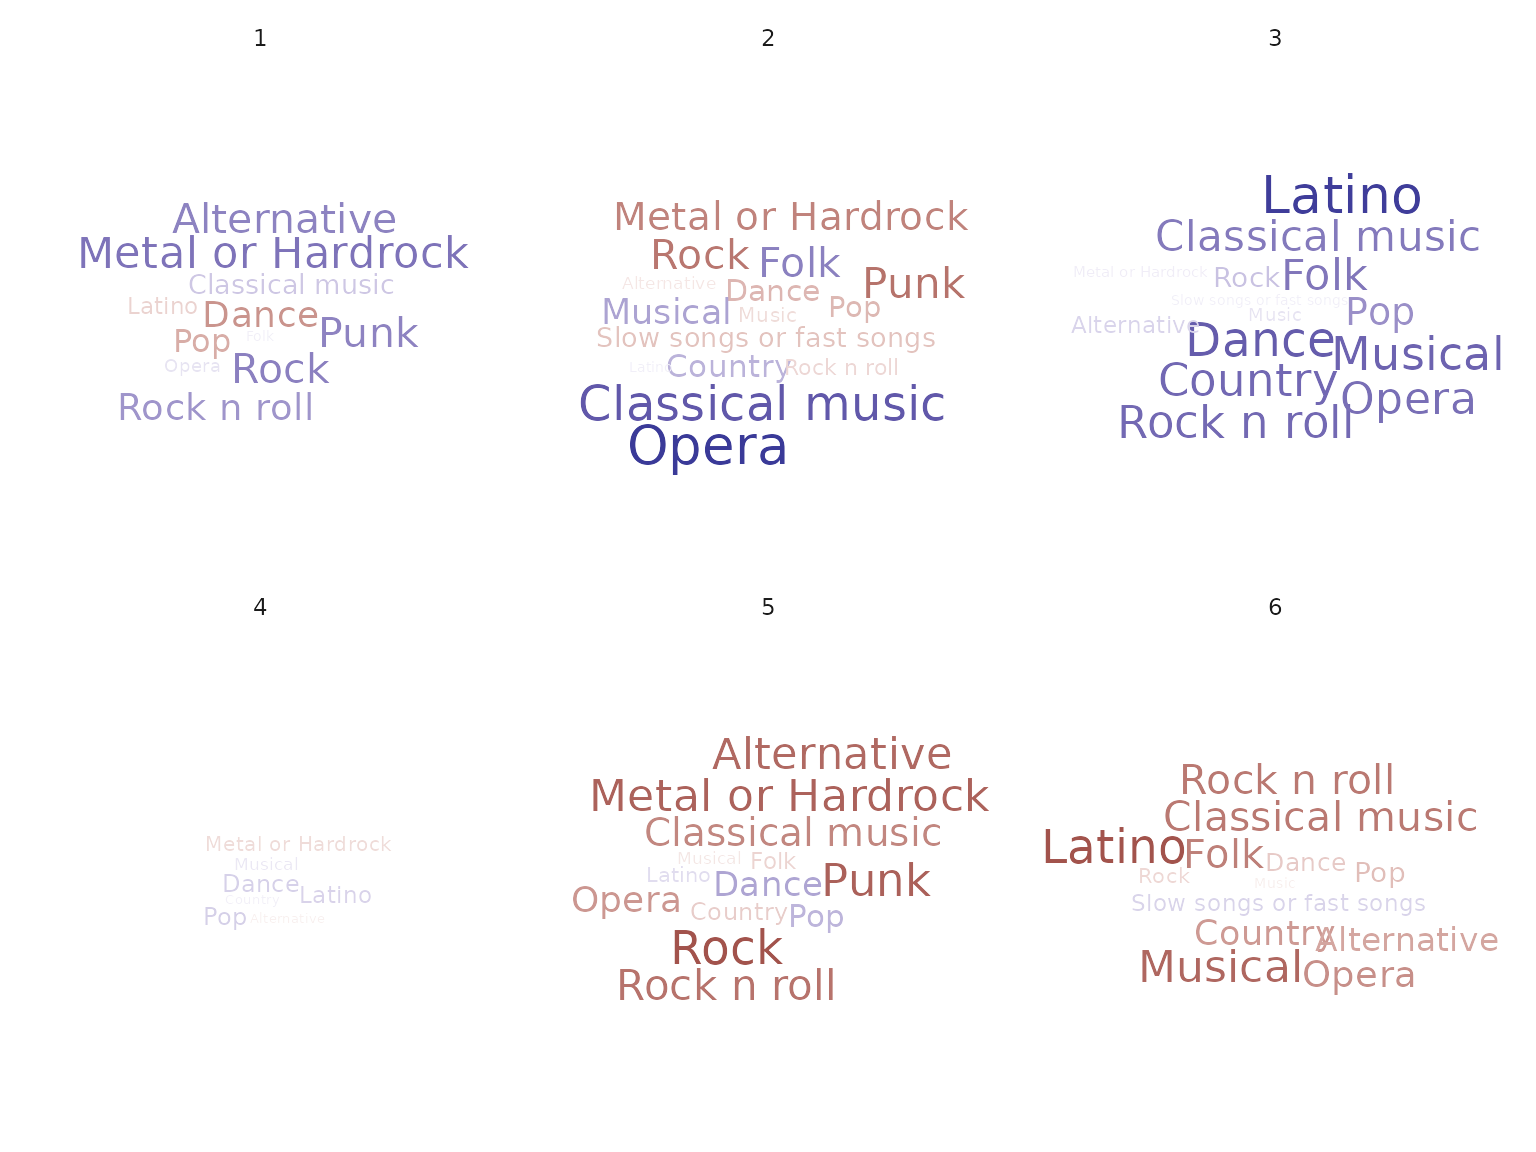 1
Alternative
Metal or Hardrock
Classical music
Latino
Dance
Punk
Pop
Folk
Opera
Rock
Rock n roll
2
Metal or Hardrock
Rock
Folk
Alternative
Dance
Punk
Musical
Music
Pop
Slow songs or fast songs
Latino
Country
Rock n roll
Classical music
Opera
3
Latino
Classical music
Metal or Hardrock
Rock
Folk
Slow songs or fast songs
Alternative
Music
Pop
Dance
Musical
Country
Opera
Rock n roll
4
Metal or Hardrock
Musical
Dance
Latino
Country
Pop
Alternative
5
Alternative
Metal or Hardrock
Classical music
Musical
Folk
Latino
Dance
Punk
Opera
Country
Pop
Rock
Rock n roll
6
Rock n roll
Classical music
Latino
Folk
Dance
Rock
Music
Pop
Slow songs or fast songs
Country
Alternative
Musical
Opera